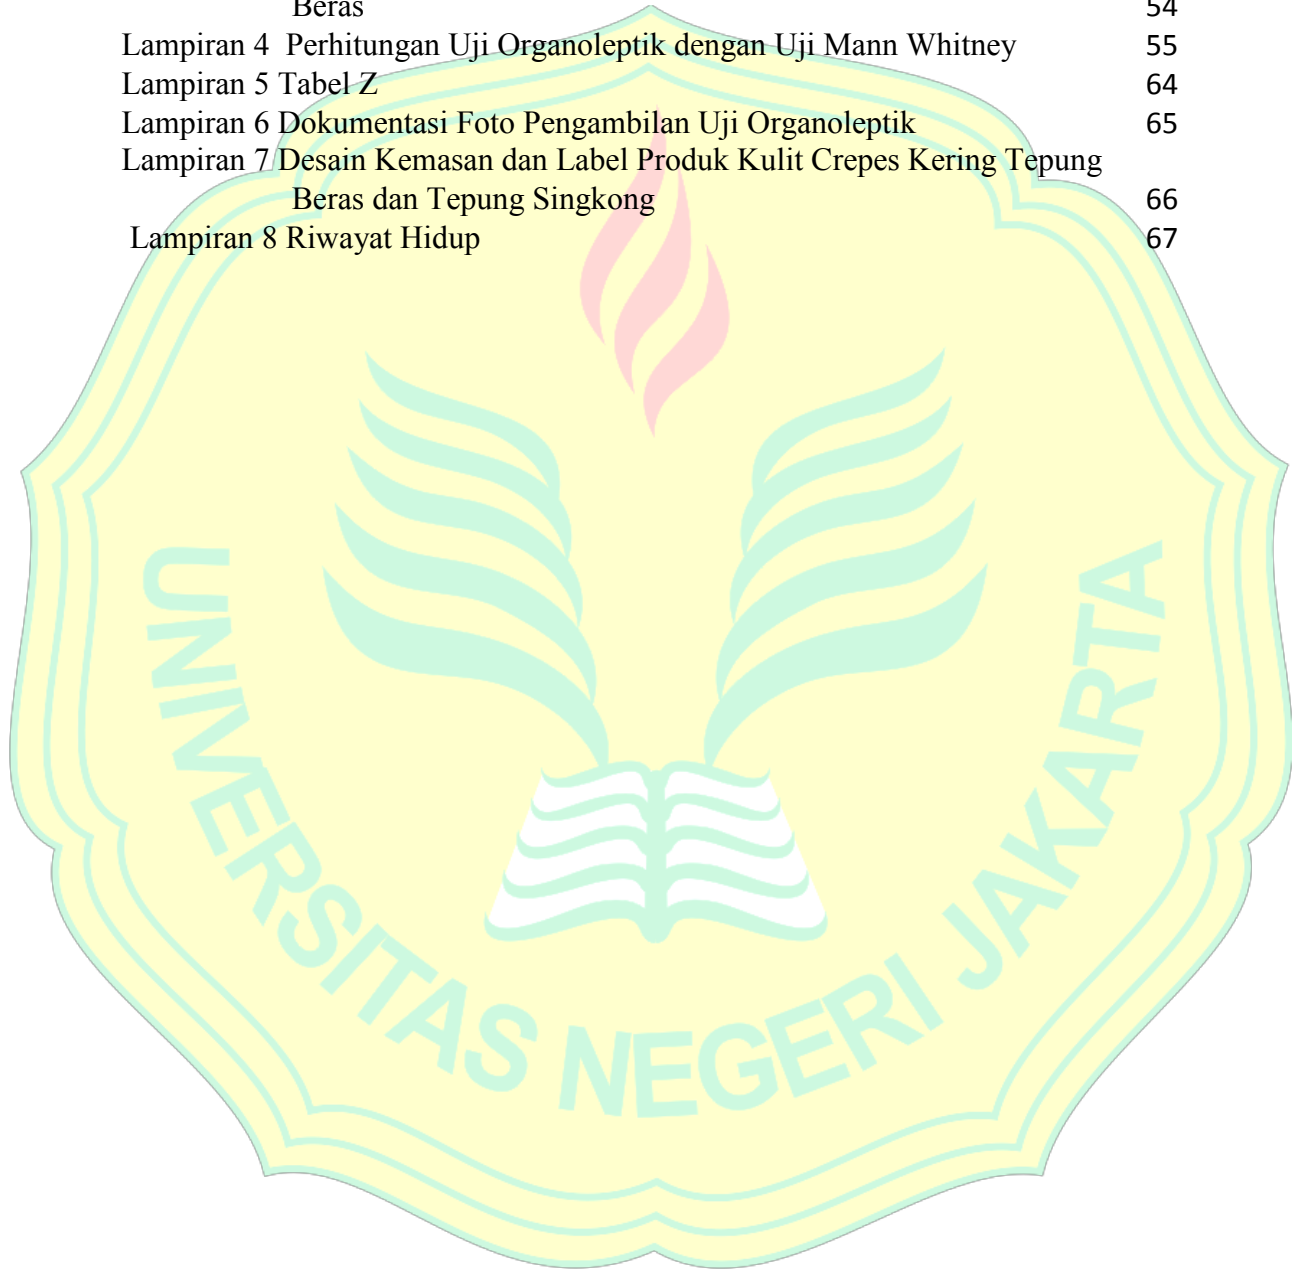 Beras 54
Lampiran 4 Perhitungan Uji Organoleptik dengan Uji Mann Whitney 55
Lampiran 5 Tabel Z 64
Lampiran 6 Dokumentasi Foto Pengambilan Uji Organoleptik 65
Lampiran 7 Desain Kemasan dan Label Produk Kulit Crepes Kering Tepung
Beras dan Tepung Singkong 66
Lampiran 8 Riwayat Hidup 67
UNIVERSITAS NEGERI JAKARTA